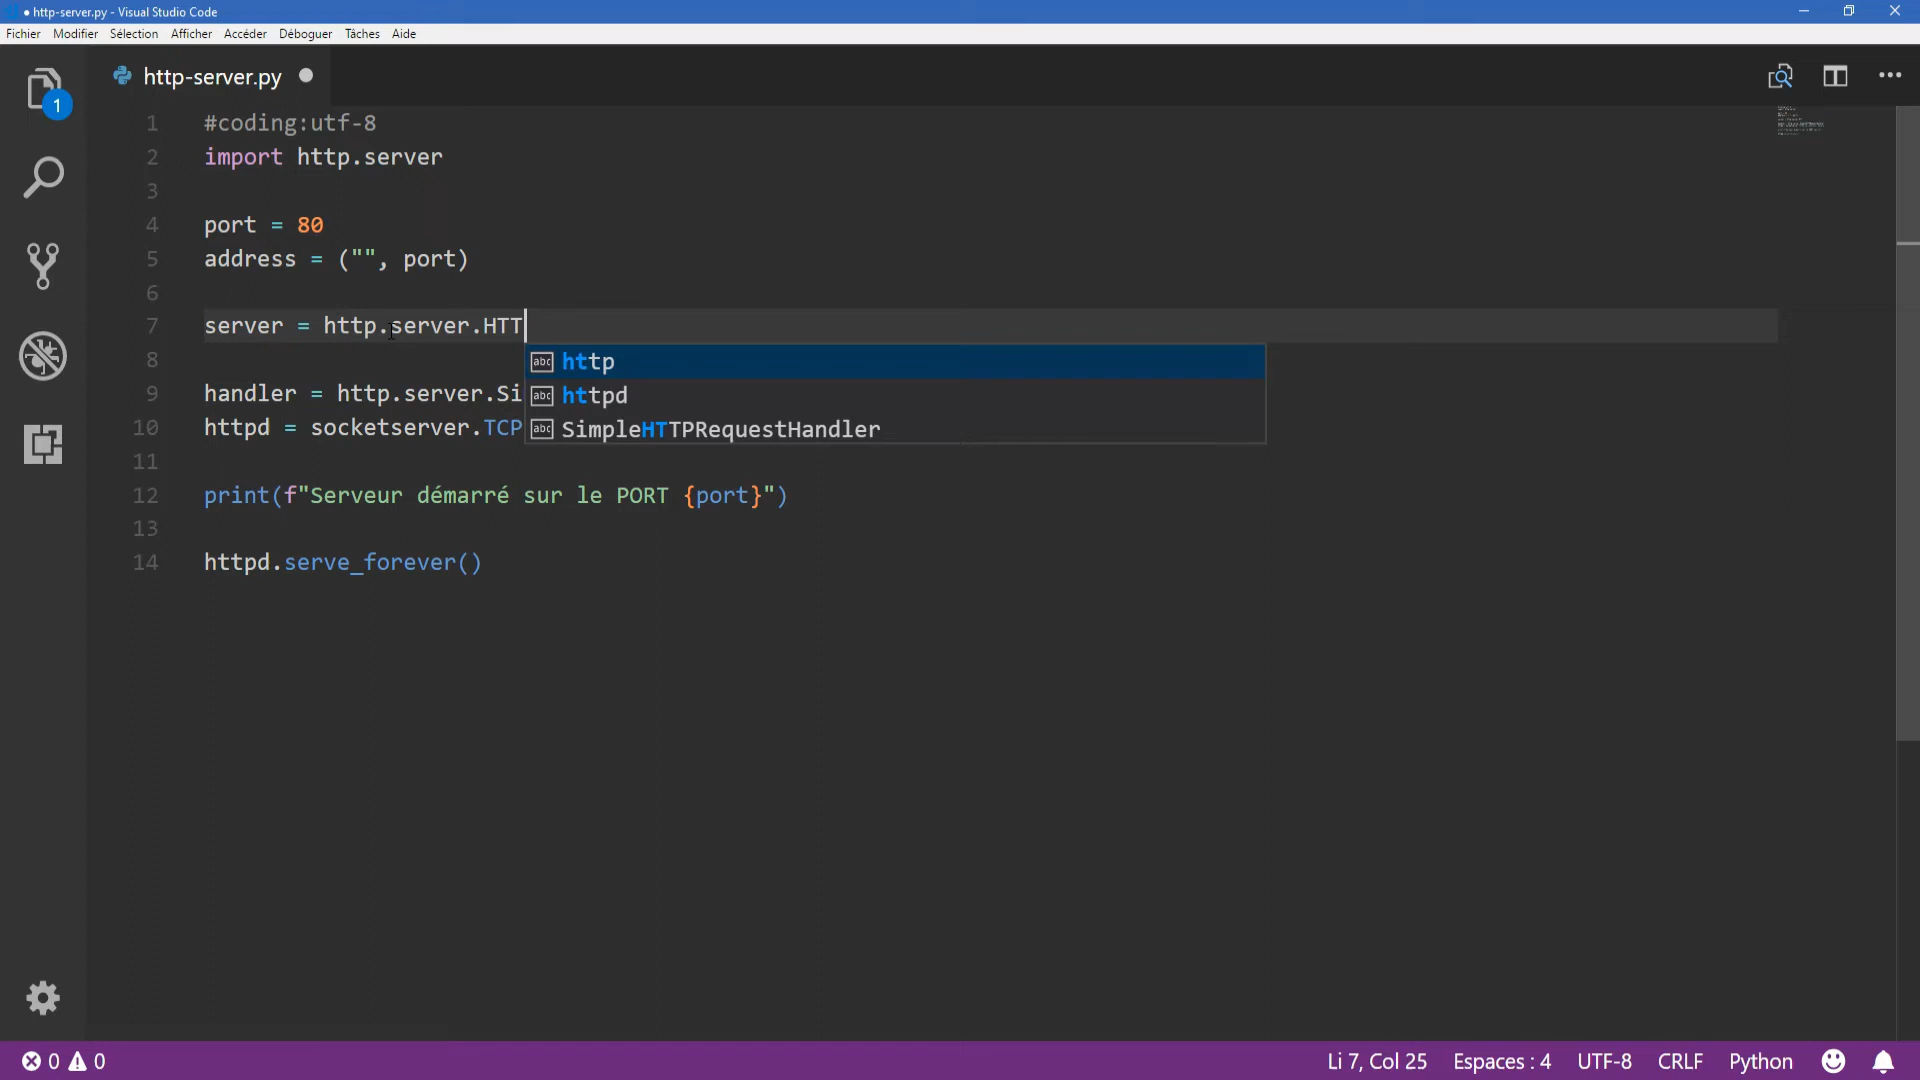 http-server.py - Visual Studio Code
Fichier Modifier Sélection Afficher Accéder Déboguer Tâches Aide
http-server.py
1
1 #coding:utf-8
2 import http.server
3
4 port = 80
5 address = ("", port)
6
7 server = http.server.HTT
8
http
httpd
SimpleHTTPRequestHandler
9 handler = http.server.Si
10 httpd = socketserver.TCP
11
12 print(f"Serveur démarré sur le PORT {port}")
13
14 httpd.serve_forever()
0 0 Li 7, Col 25 Espaces : 4 UTF-8 CRLF Python